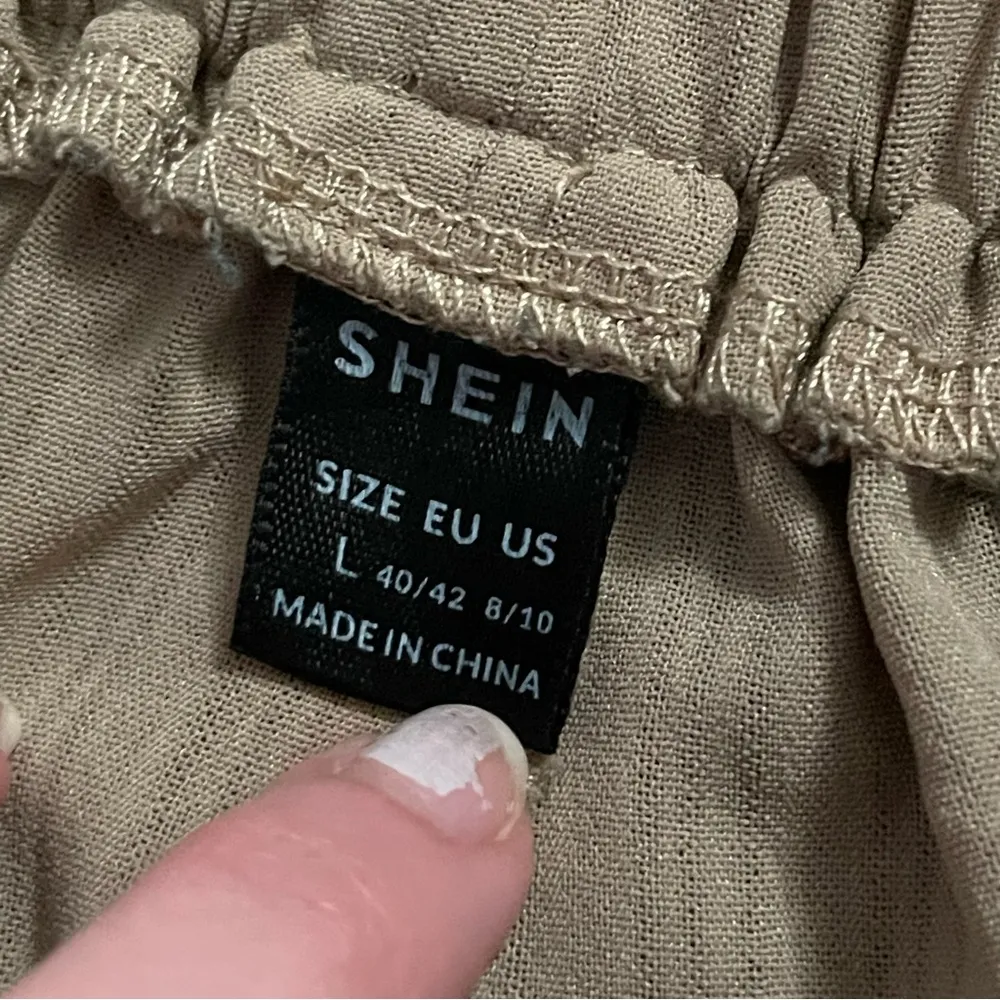 SHEIN
SIZE EU US
L 40/42 8/10
MADE IN CHINA